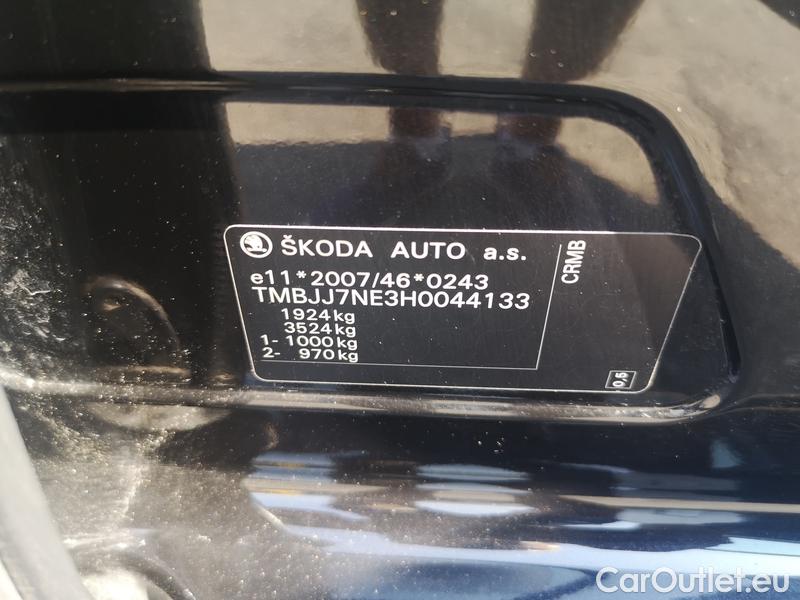 ŠKODA AUTO a.s.
e11*2007/46*0243
TMBJJ7NE3H0044133
1924kg
3524kg
1- 1000kg
2- 970kg
CRMB
0,5
CarOutlet.eu